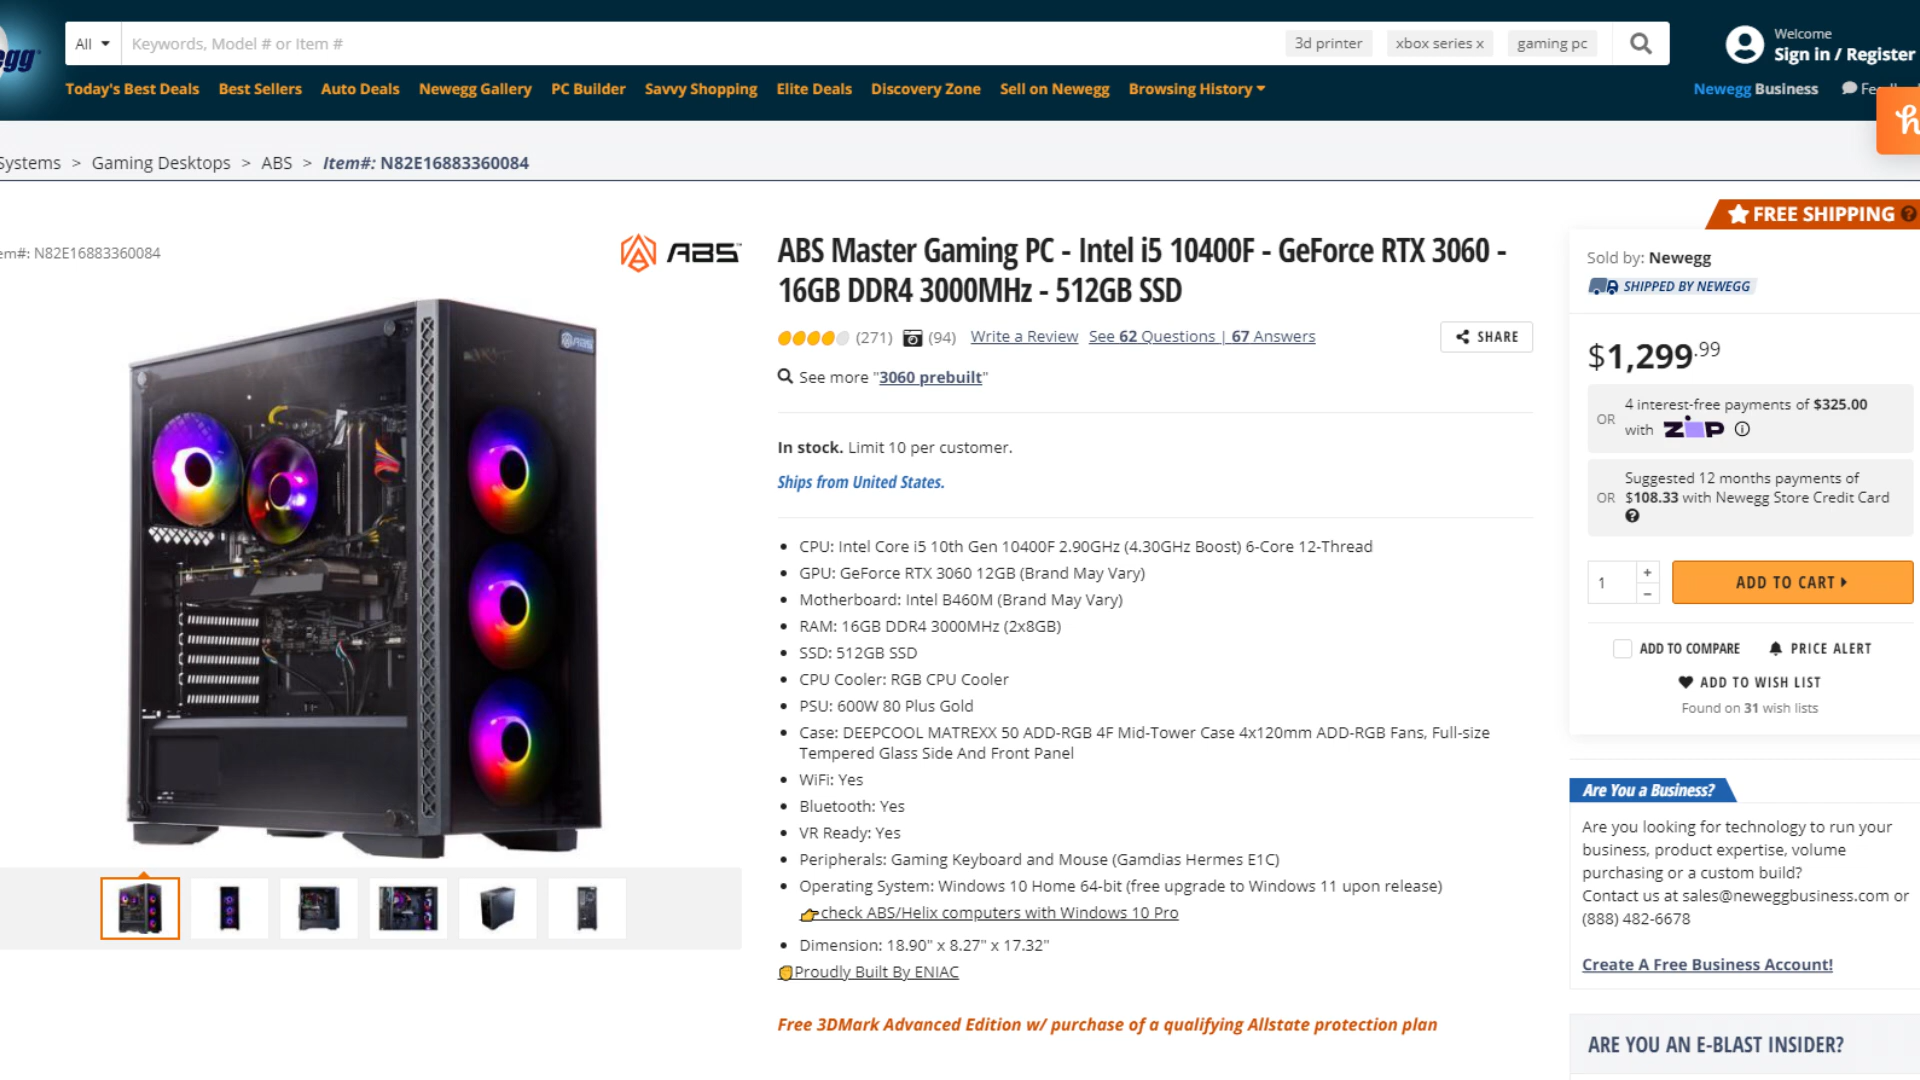 egg
All
Keywords, Model # or Item #
3d printer
xbox series x
gaming pc
Welcome
Sign in / Register
Today's Best Deals
Best Sellers
Auto Deals
Newegg Gallery
PC Builder
Savvy Shopping
Elite Deals
Discovery Zone
Sell on Newegg
Browsing History
Newegg Business
Systems > Gaming Desktops > ABS > Item#: N82E16883360084
FREE SHIPPING
em#: N82E16883360084
ABS
ABS Master Gaming PC - Intel i5 10400F - GeForce RTX 3060 -
16GB DDR4 3000MHz - 512GB SSD
(271) (94) Write a Review See 62 Questions | 67 Answers
SHARE
See more "3060 prebuilt"
In stock. Limit 10 per customer.
Ships from United States.
• CPU: Intel Core i5 10th Gen 10400F 2.90GHz (4.30GHz Boost) 6-Core 12-Thread
• GPU: GeForce RTX 3060 12GB (Brand May Vary)
• Motherboard: Intel B460M (Brand May Vary)
• RAM: 16GB DDR4 3000MHz (2x8GB)
• SSD: 512GB SSD
• CPU Cooler: RGB CPU Cooler
• PSU: 600W 80 Plus Gold
• Case: DEEPCOOL MATREXX 50 ADD-RGB 4F Mid-Tower Case 4x120mm ADD-RGB Fans, Full-size
Tempered Glass Side And Front Panel
• WiFi: Yes
• Bluetooth: Yes
• VR Ready: Yes
• Peripherals: Gaming Keyboard and Mouse (Gamdias Hermes E1C)
• Operating System: Windows 10 Home 64-bit (free upgrade to Windows 11 upon release)
👉check ABS/Helix computers with Windows 10 Pro
• Dimension: 18.90" x 8.27" x 17.32"
✊Proudly Built By ENIAC
Free 3DMark Advanced Edition w/ purchase of a qualifying Allstate protection plan
Sold by: Newegg
SHIPPED BY NEWEGG
$1,299.99
OR
4 interest-free payments of $325.00
with ZIP
OR
Suggested 12 months payments of
$108.33 with Newegg Store Credit Card
1
+
−
ADD TO CART
ADD TO COMPARE
PRICE ALERT
ADD TO WISH LIST
Found on 31 wish lists
Are You a Business?
Are you looking for technology to run your
business, product expertise, volume
purchasing or a custom build?
Contact us at sales@neweggbusiness.com or
(888) 482-6678
Create A Free Business Account!
ARE YOU AN E-BLAST INSIDER?